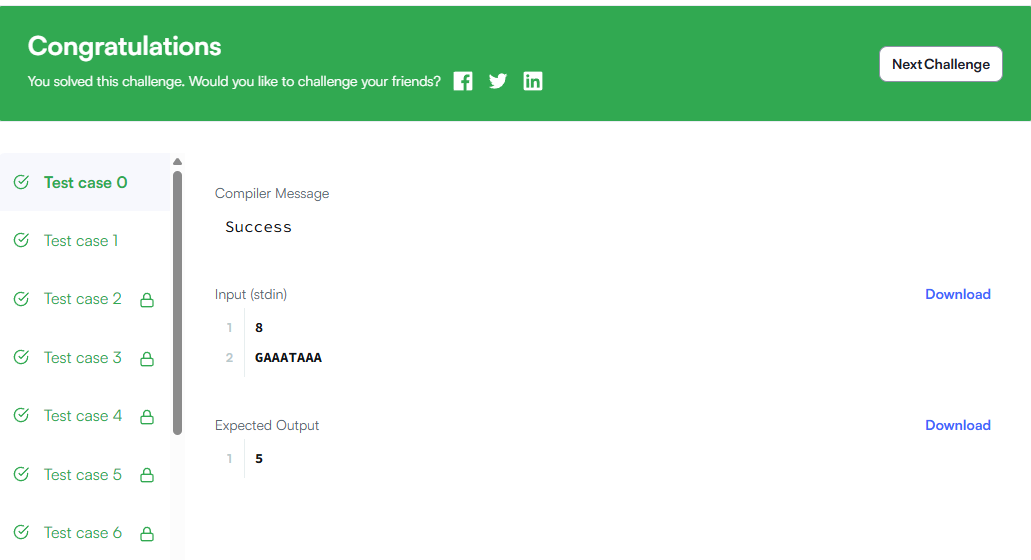 Congratulations
You solved this challenge. Would you like to challenge your friends?
Next Challenge
Test case 0
Test case 1
Test case 2
Test case 3
Test case 4
Test case 5
Test case 6
Compiler Message
Success
Input (stdin)
Download
1 8
2 GAAATAAA
Expected Output
Download
1 5